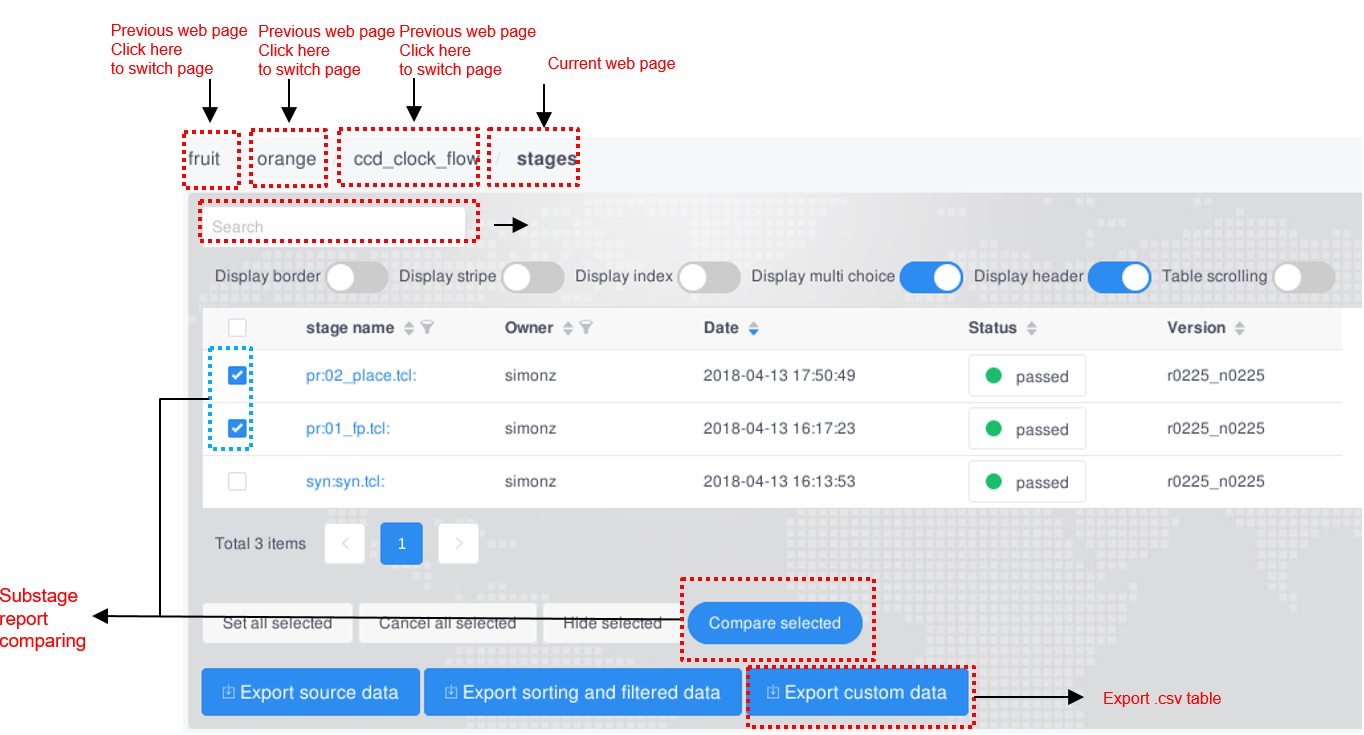 Previous web page Previous web page Previous web page
Click here Click here Click here
to switch page to switch page to switch page
Current web page
fruit orange / ccd_clock_flow / stages
Search
Display border Display stripe Display index Display multi choice Display header Table scrolling
stage name Owner Date Status Version
pr:02_place.tcl: simonz 2018-04-13 17:50:49 passed r0225_n0225
pr:01_fp.tcl: simonz 2018-04-13 16:17:23 passed r0225_n0225
syn:syn.tcl: simonz 2018-04-13 16:13:53 passed r0225_n0225
Total 3 items < 1 >
Substage
report
comparing
Set all selected Cancel all selected Hide selected Compare selected
Export source data Export sorting and filtered data Export custom data
Export .csv table